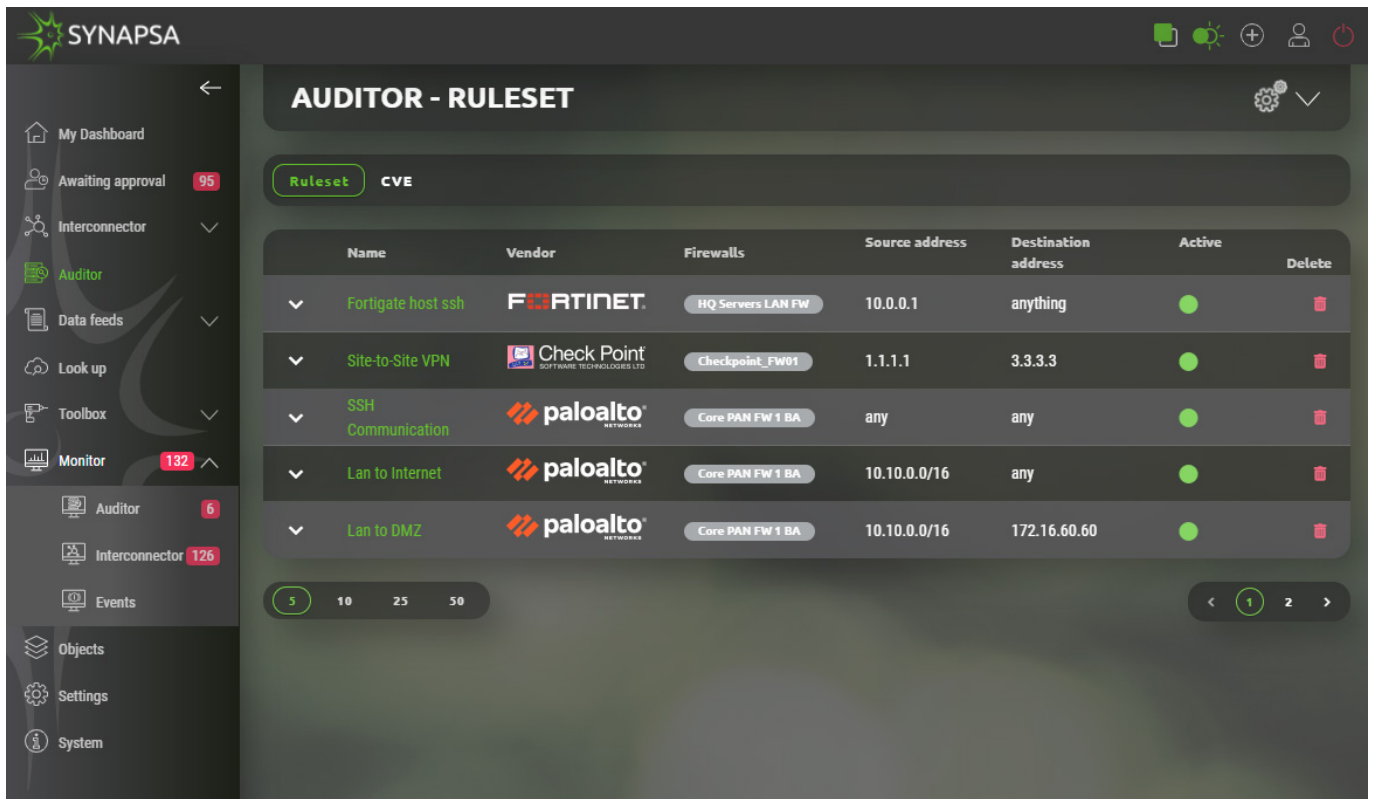 SYNAPSA
My Dashboard
Awaiting approval 95
Interconnector
Auditor
Data feeds
Look up
Toolbox
Monitor 132
Auditor 6
Interconnector 126
Events
Objects
Settings
System
AUDITOR - RULESET
Ruleset CVE
Name Vendor Firewalls Source address Destination address Active Delete
Fortigate host ssh FORTINET HQ Servers LAN FW 10.0.0.1 anything
Site-to-Site VPN Check Point SOFTWARE TECHNOLOGIES LTD Checkpoint_FW01 1.1.1.1 3.3.3.3
SSH Communication paloalto NETWORKS Core PAN FW 1 BA any any
Lan to Internet paloalto NETWORKS Core PAN FW 1 BA 10.10.0.0/16 any
Lan to DMZ paloalto NETWORKS Core PAN FW 1 BA 10.10.0.0/16 172.16.60.60
5 10 25 50
< 1 2 >